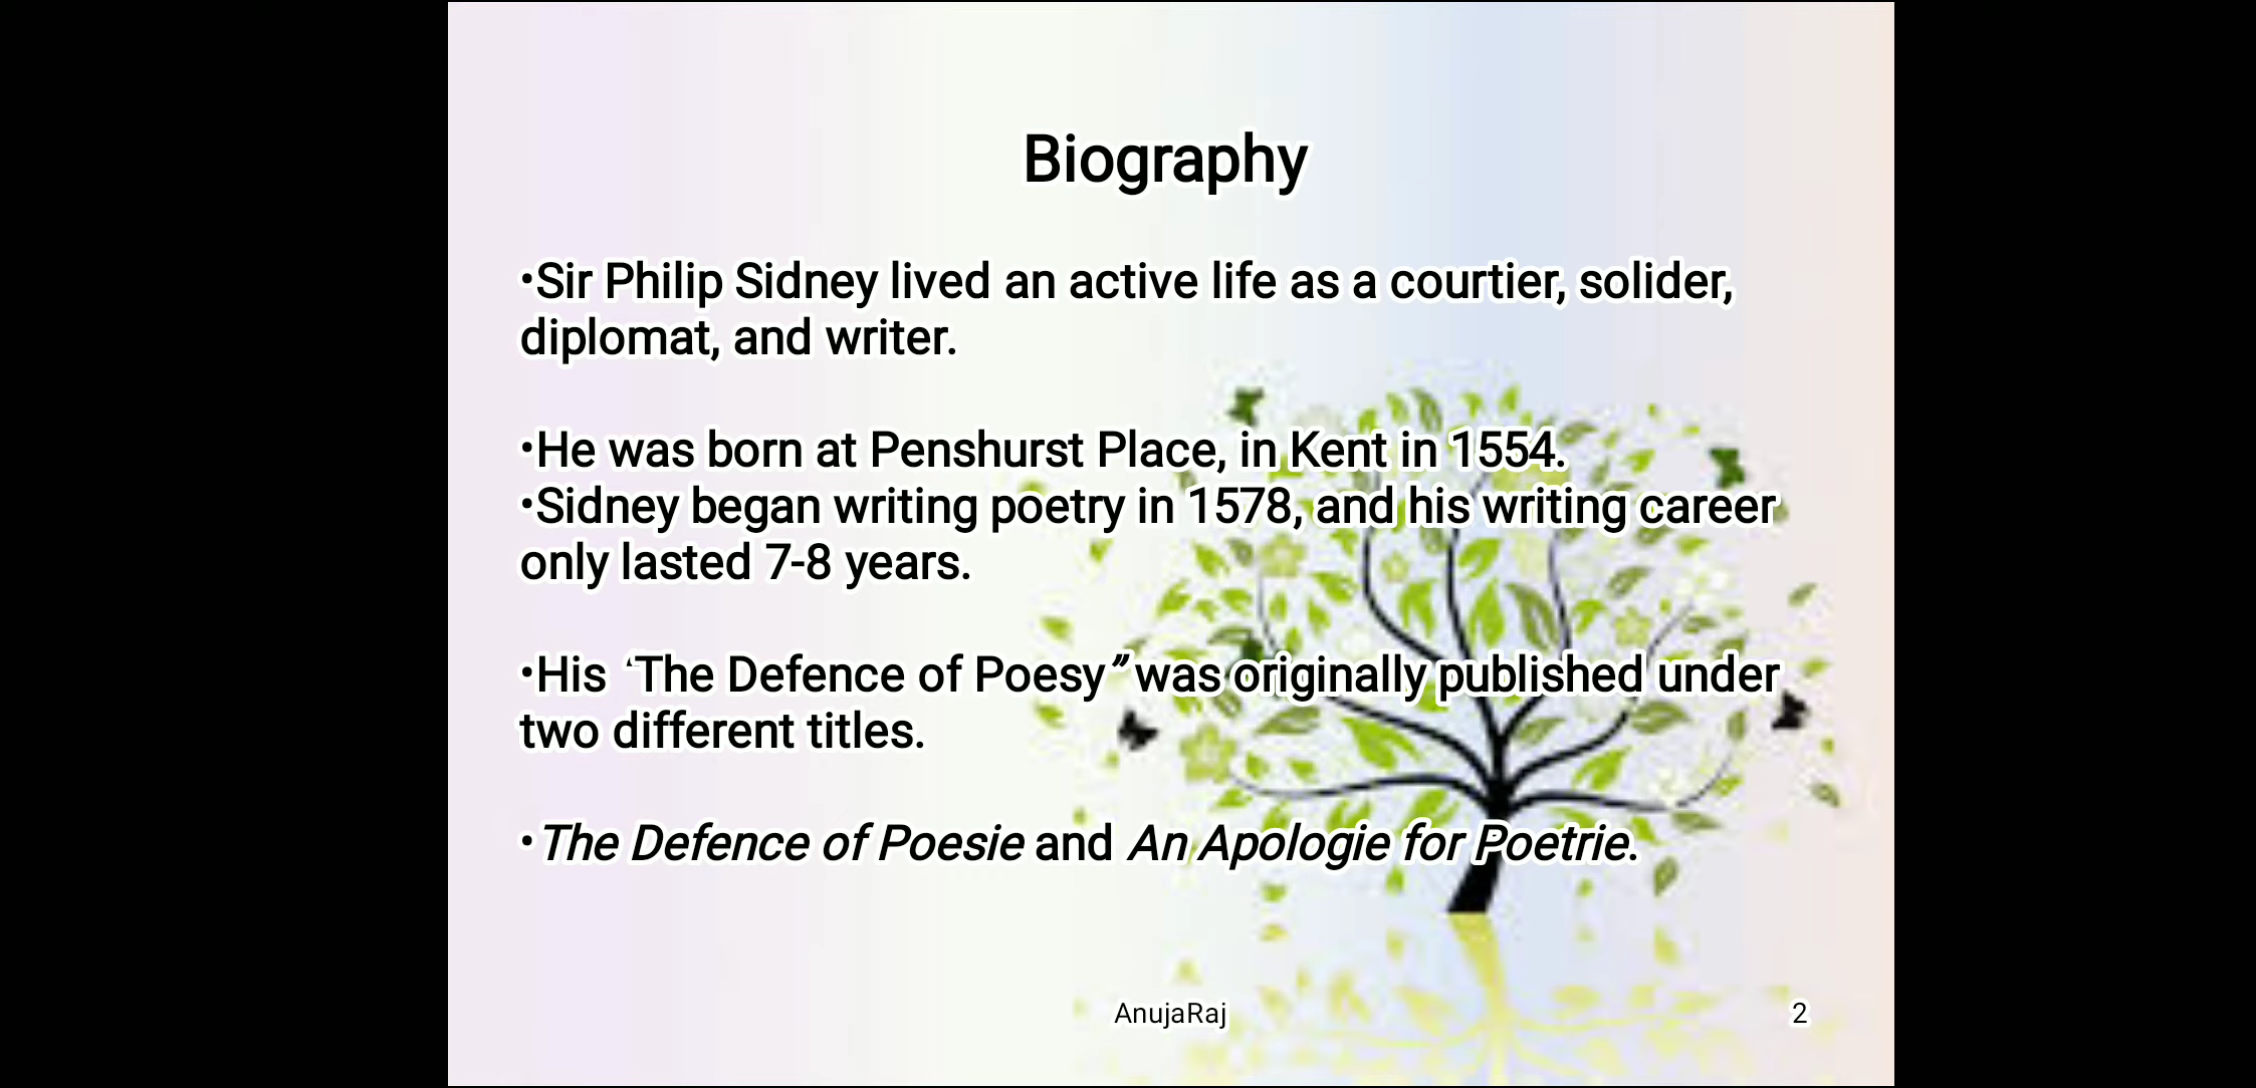 Biography
•Sir Philip Sidney lived an active life as a courtier, solider,
diplomat, and writer.
•He was born at Penshurst Place, in Kent in 1554.
•Sidney began writing poetry in 1578, and his writing career
only lasted 7-8 years.
•His ‘The Defence of Poesy” was originally published under
two different titles.
•The Defence of Poesie and An Apologie for Poetrie.
AnujaRaj
2